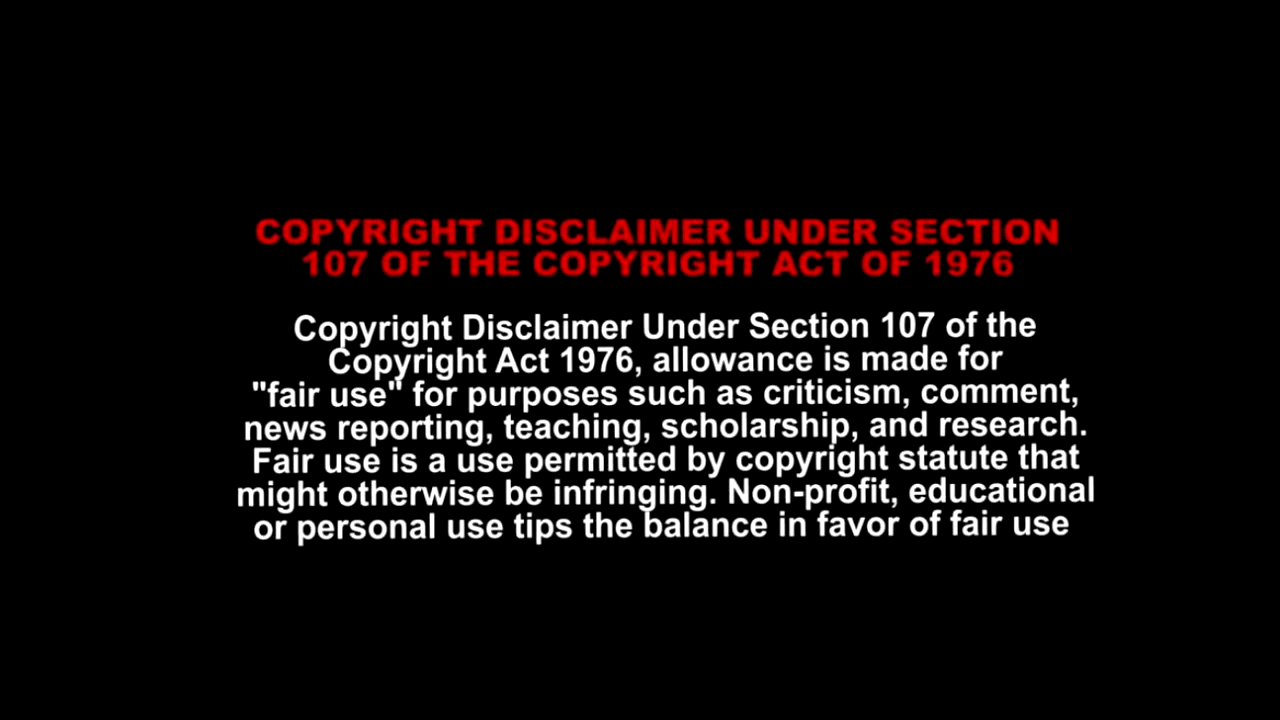 COPYRIGHT DISCLAIMER UNDER SECTION
107 OF THE COPYRIGHT ACT OF 1976
Copyright Disclaimer Under Section 107 of the
Copyright Act 1976, allowance is made for
"fair use" for purposes such as criticism, comment,
news reporting, teaching, scholarship, and research.
Fair use is a use permitted by copyright statute that
might otherwise be infringing. Non-profit, educational
or personal use tips the balance in favor of fair use